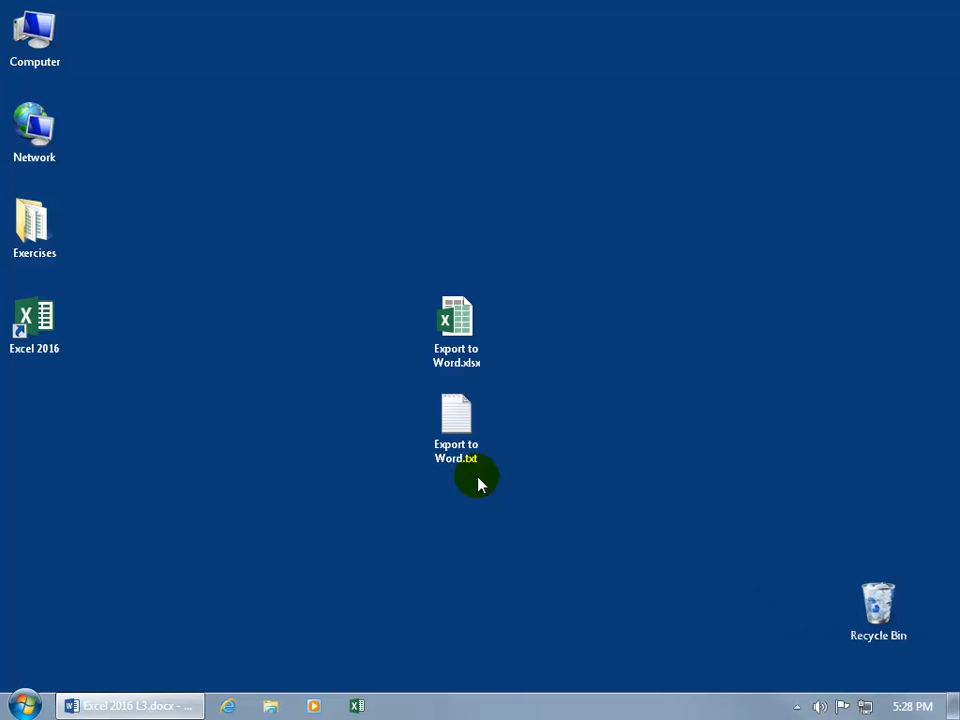 Computer
Network
Exercises
Excel 2016
Export to
Word.xlsx
Export to
Word.txt
Recycle Bin
Excel 2016 L3.docx - ...
5:28 PM